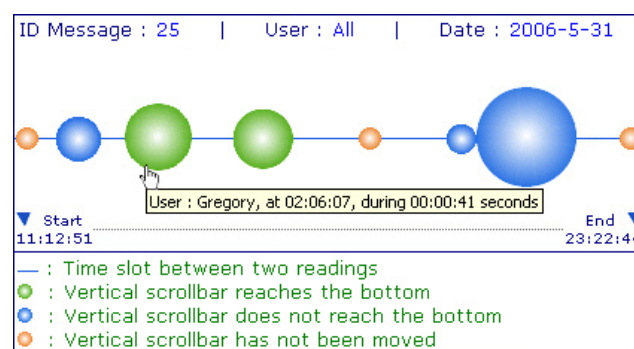 ID Message : 25 | User : All | Date : 2006-5-31
User : Gregory, at 02:06:07, during 00:00:41 seconds
Start End
11:12:51 23:22:4
— : Time slot between two readings
: Vertical scrollbar reaches the bottom
: Vertical scrollbar does not reach the bottom
: Vertical scrollbar has not been moved